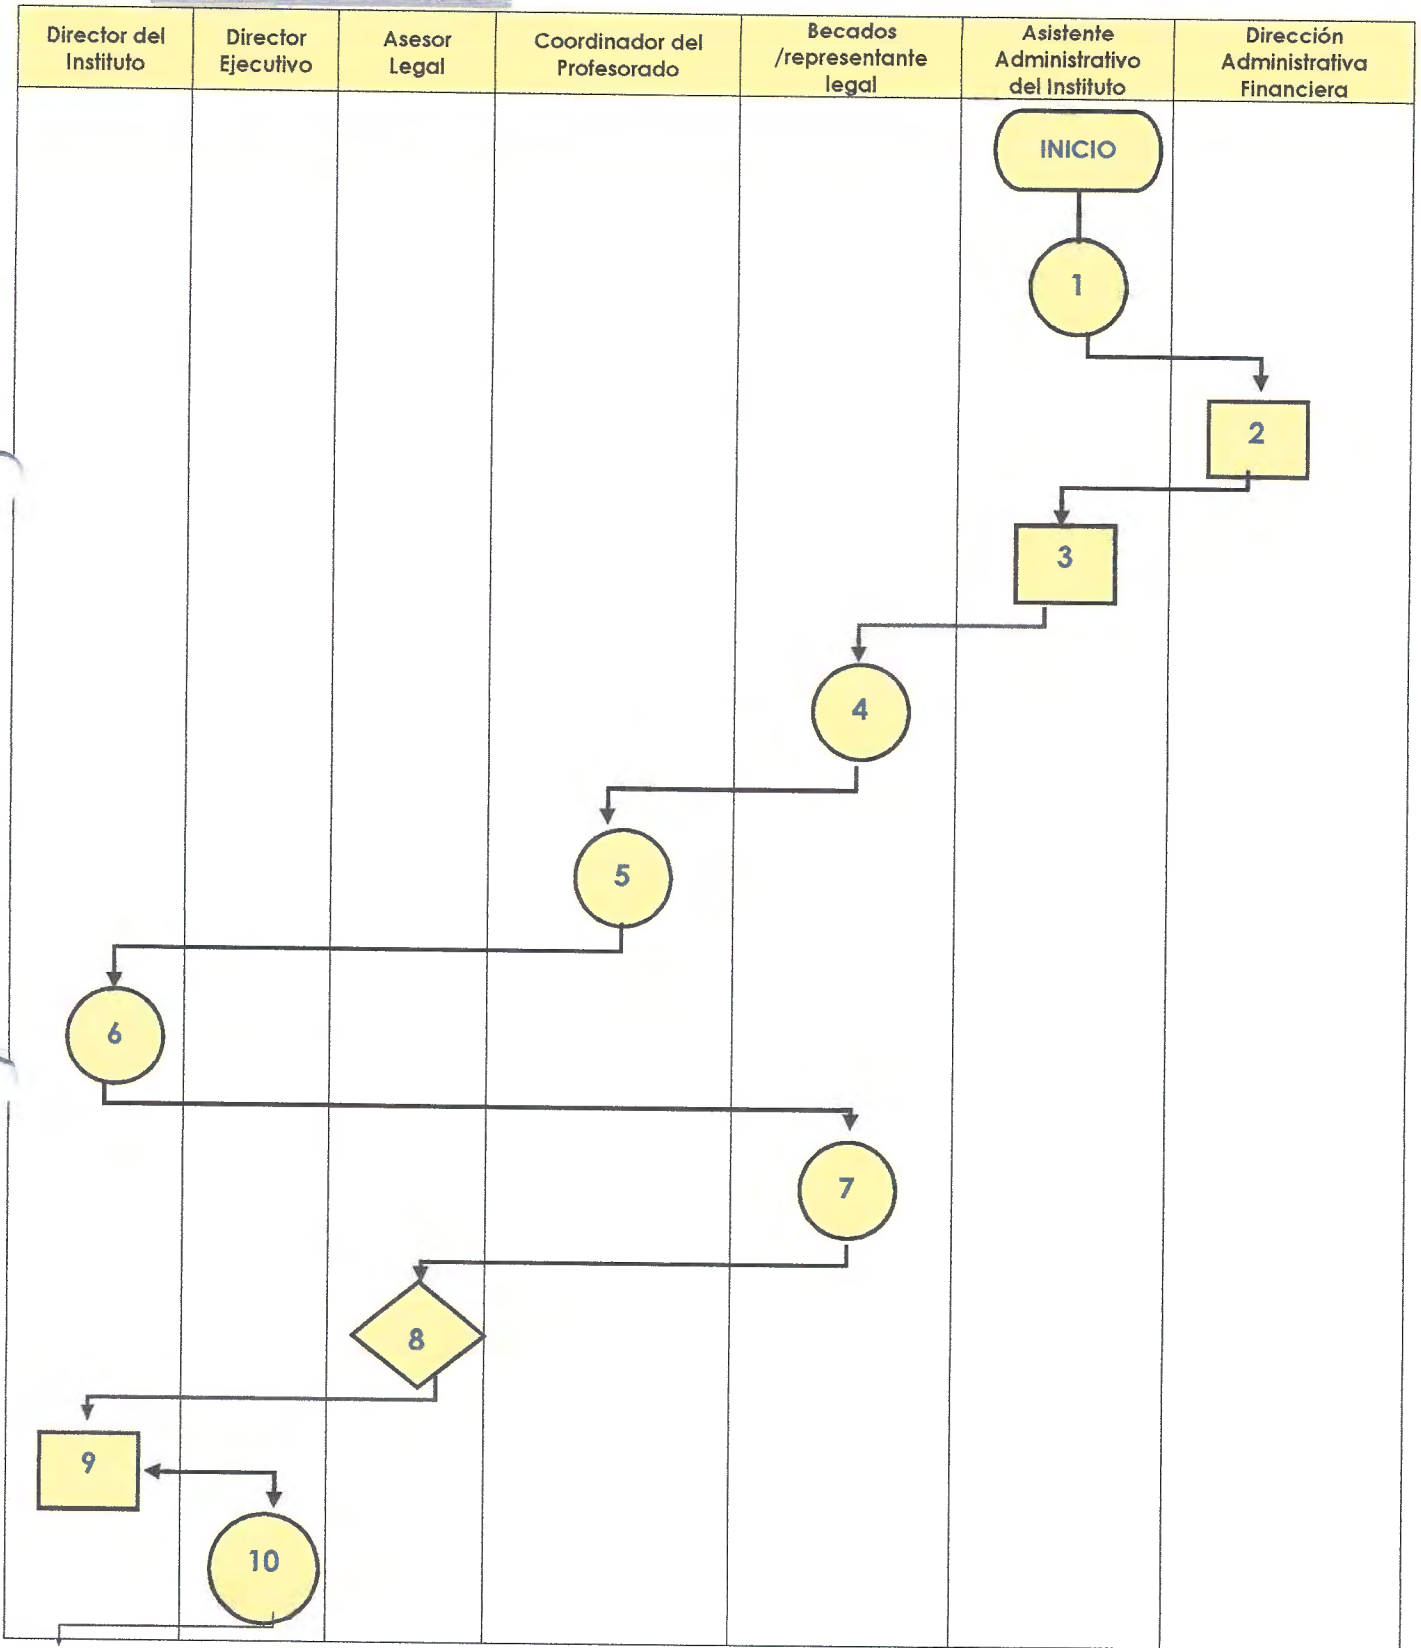 Director del
Instituto
Director
Ejecutivo
Asesor
Legal
Coordinador del
Profesorado
Becados
/representante
legal
Asistente
Administrativo
del Instituto
Dirección
Administrativa
Financiera
INICIO
1
2
3
4
5
6
7
8
9
10